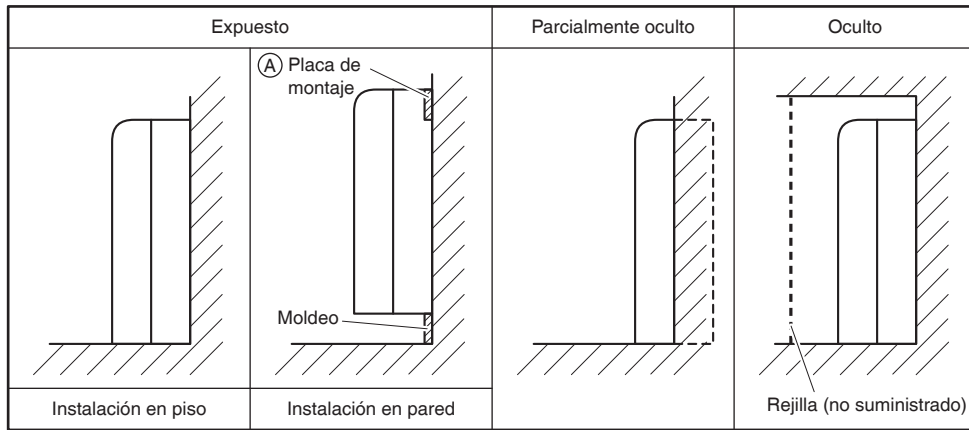 Expuesto
Parcialmente oculto
Oculto
A Placa de
montaje
Moldeo
Rejilla (no suministrado)
Instalación en piso
Instalación en pared